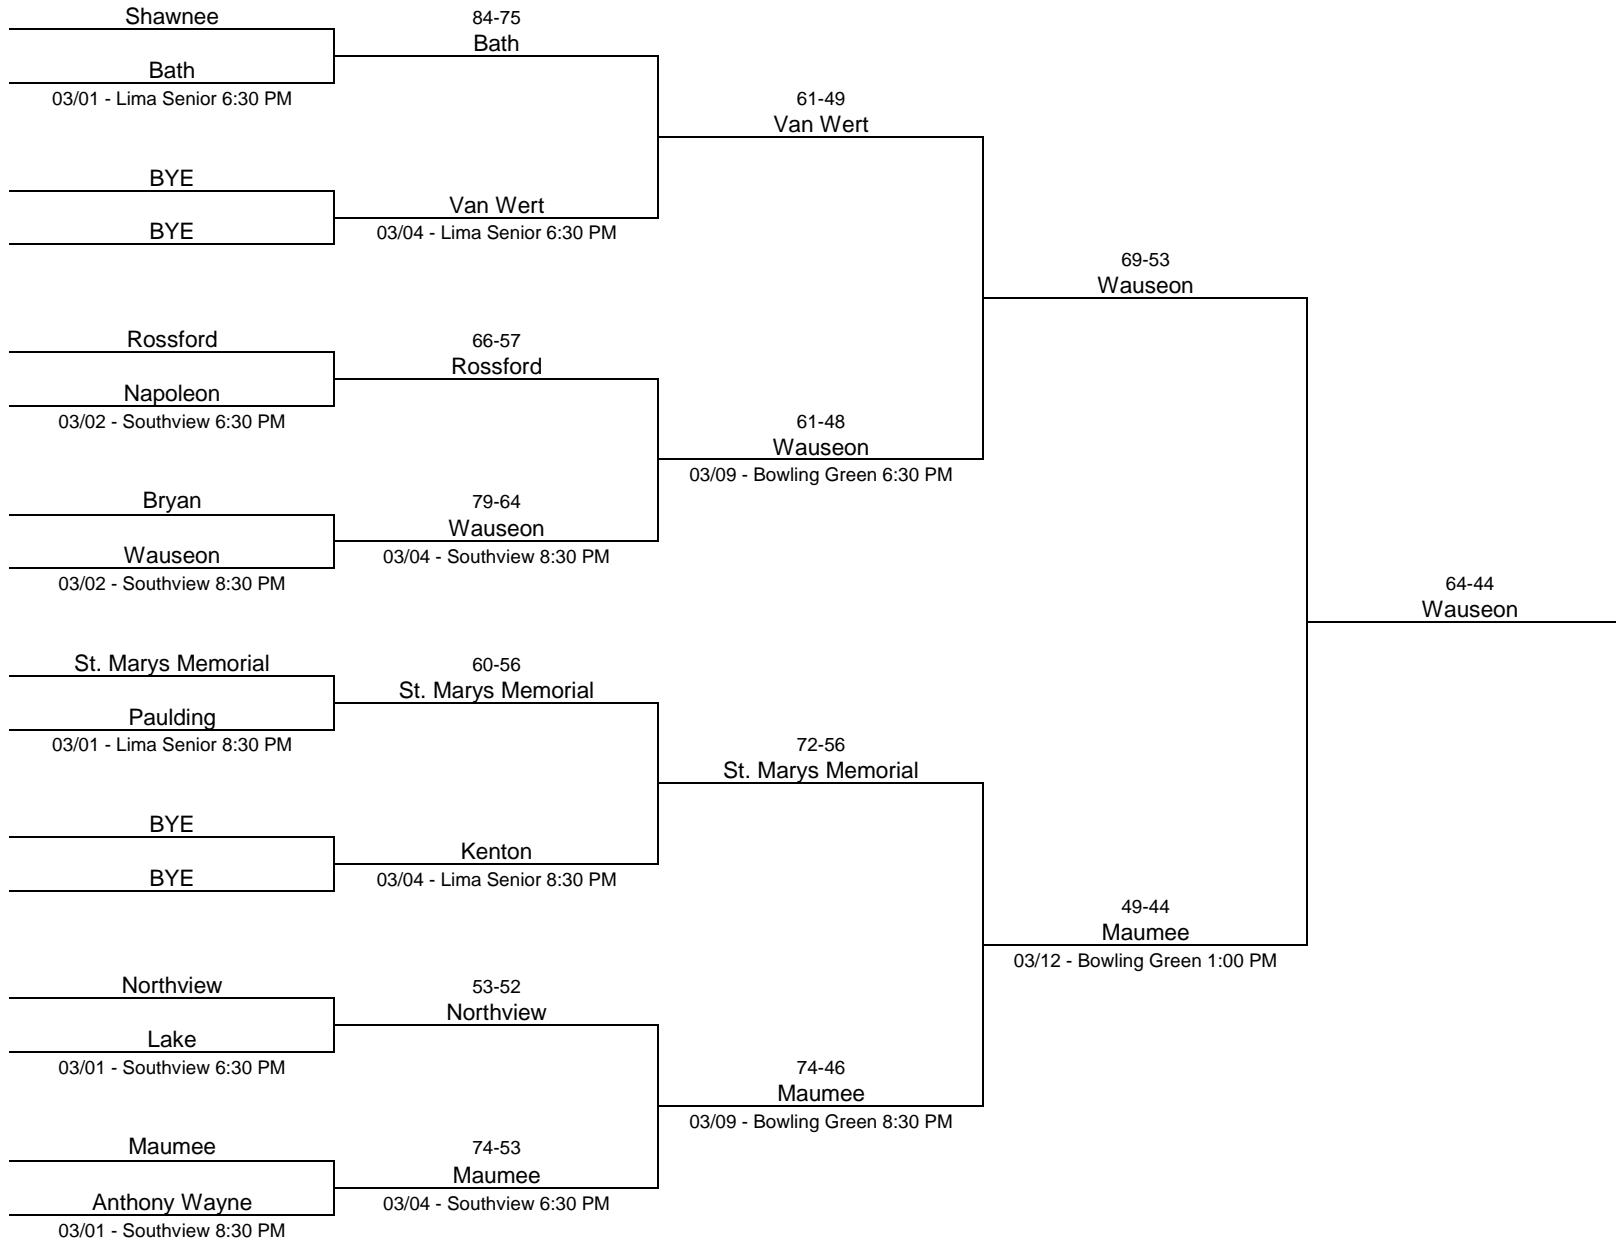 Shawnee
Bath
03/01 - Lima Senior 6:30 PM
BYE
BYE
Rossford
Napoleon
03/02 - Southview 6:30 PM
Bryan
Wauseon
03/02 - Southview 8:30 PM
St. Marys Memorial
Paulding
03/01 - Lima Senior 8:30 PM
BYE
BYE
Northview
Lake
03/01 - Southview 6:30 PM
Maumee
Anthony Wayne
03/01 - Southview 8:30 PM
84-75
Bath
Van Wert
03/04 - Lima Senior 6:30 PM
66-57
Rossford
79-64
Wauseon
03/04 - Southview 8:30 PM
60-56
St. Marys Memorial
Kenton
03/04 - Lima Senior 8:30 PM
53-52
Northview
74-53
Maumee
03/04 - Southview 6:30 PM
61-49
Van Wert
61-48
Wauseon
03/09 - Bowling Green 6:30 PM
72-56
St. Marys Memorial
74-46
Maumee
03/09 - Bowling Green 8:30 PM
69-53
Wauseon
49-44
Maumee
03/12 - Bowling Green 1:00 PM
64-44
Wauseon